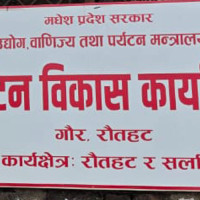 मधेश प्रदेश सरकार
उद्योग, वाणिज्य तथा पर्यटन मन्त्रालय
टन विकास कार्या
गौर, रौतहट
कार्यक्षेत्रः रौतहट र सर्ला